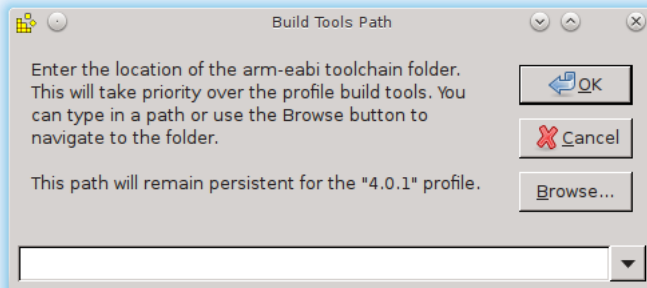 Build Tools Path
Enter the location of the arm-eabi toolchain folder.
This will take priority over the profile build tools. You
can type in a path or use the Browse button to
navigate to the folder.
This path will remain persistent for the "4.0.1" profile.
OK
Cancel
Browse...